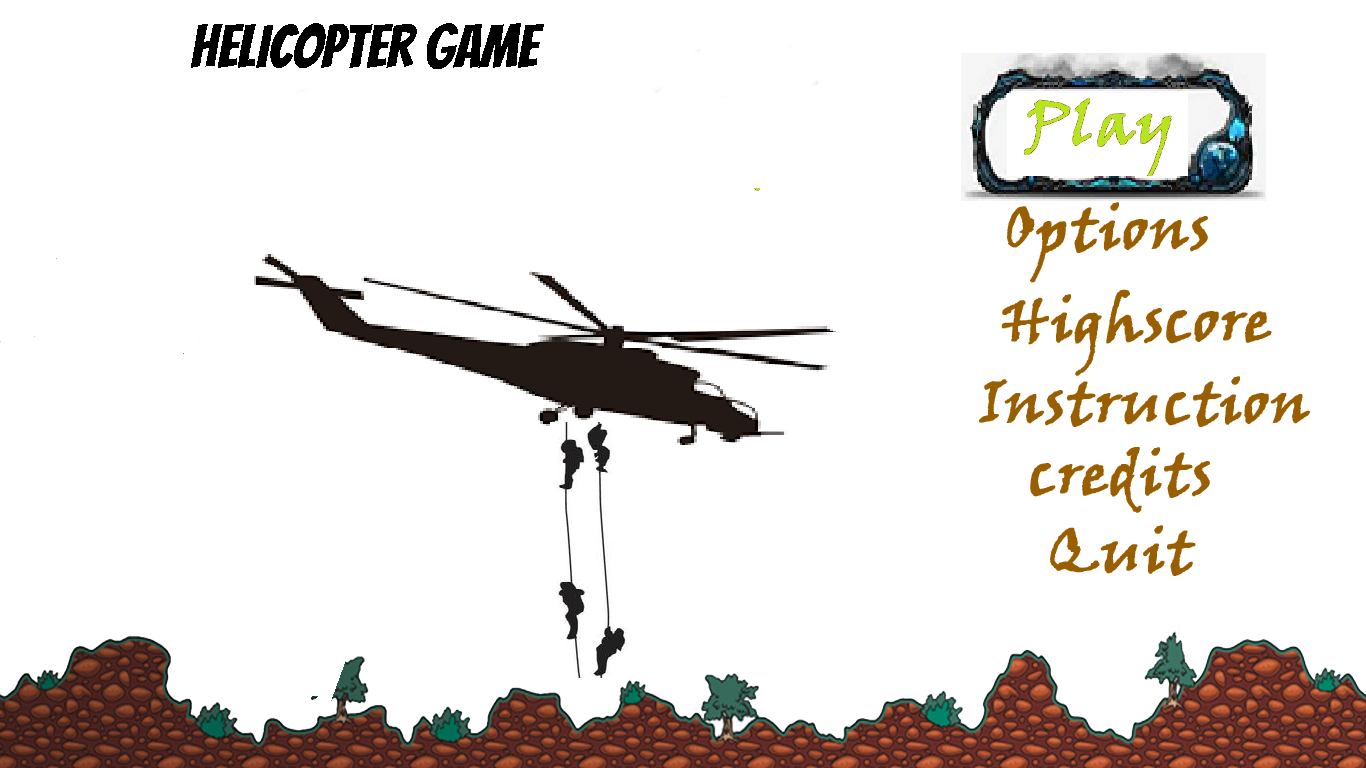 HELICOPTER GAME
Play
Options
Highscore
Instruction
credits
Quit